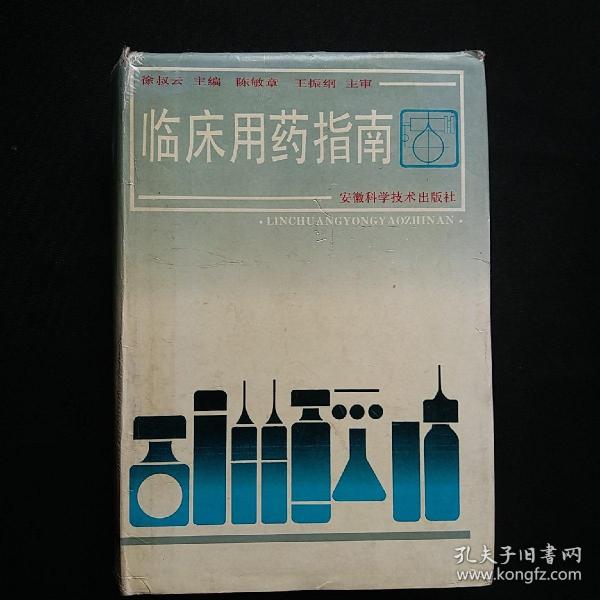 徐叔云 主编 陈敏章 王振纲 主审
临床用药指南
安徽科学技术出版社
·LINCHUANGYONGYAOZHINAN·
孔夫子旧书网
www.kongfz.com